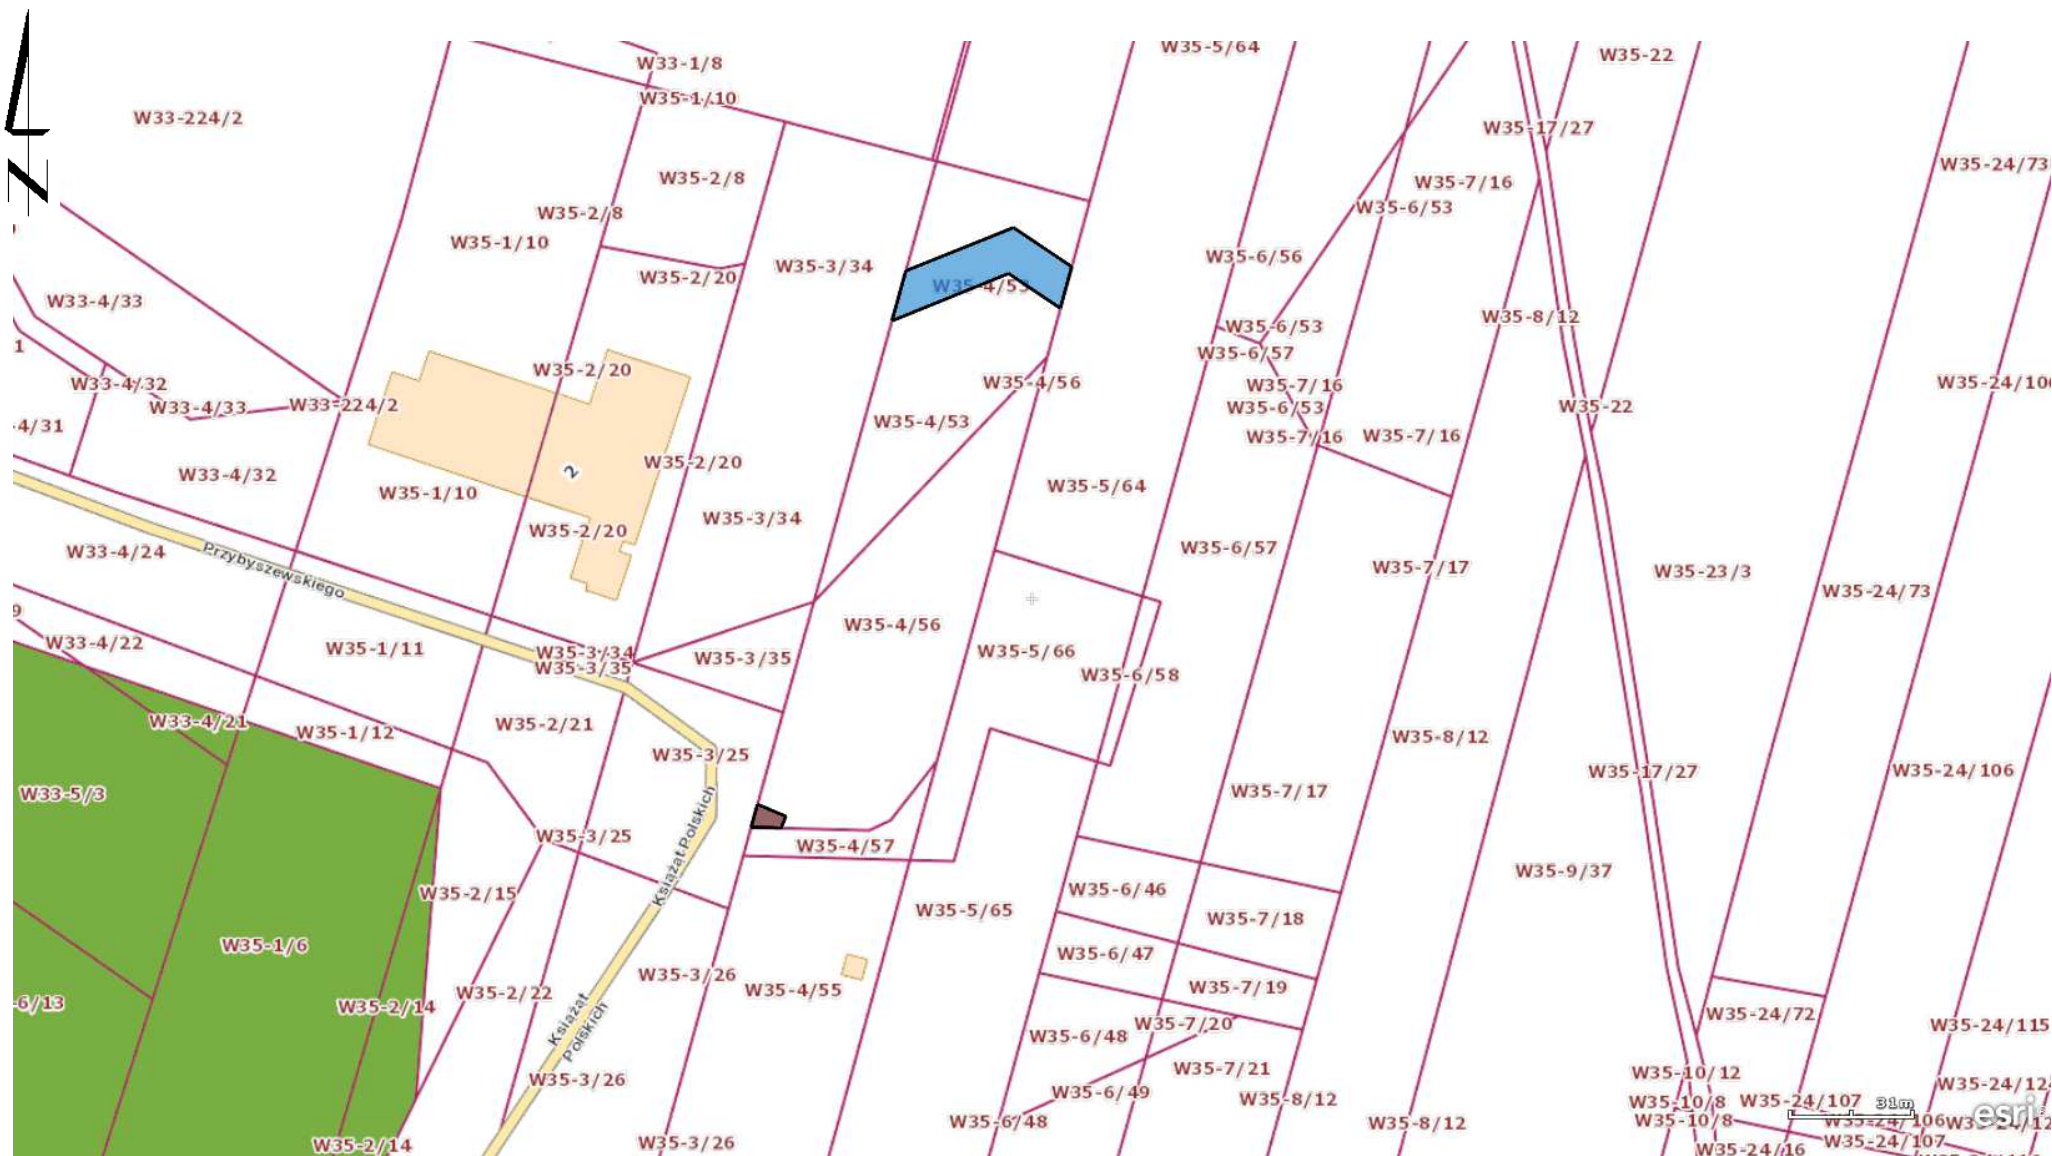 W35-5/64
W35-22
W33-1/8
W35-1/10
W33-224/2
W35-17/27
W35-24/73
W35-2/8
W35-7/16
W35-6/53
W35-2/8
W35-1/10
W35-6/56
W35-3/34
W35-2/20
W35-4/53
W33-4/33
W35-8/12
W35-6/53
1
W35-6/57
W35-2/20
W33-4/32
W35-4/56
W35-7/16
W35-24/106
W33-4/33
W33-224/2
W35-6/53
W35-22
-4/31
W35-4/53
W35-7/16
W35-7/16
W35-2/20
2
W33-4/32
W35-5/64
W35-1/10
W35-3/34
W35-2/20
W33-4/24
W35-6/57
W35-7/17
W35-23/3
Przybyszewskiego
W35-24/73
9
W35-4/56
W33-4/22
W35-1/11
W35-3/34
W35-3/35
W35-3/35
W35-5/66
W35-6/58
W33-4/21
W35-1/12
W35-2/21
W35-8/12
W35-3/25
W35-17/27
W35-24/106
W33-5/3
W35-7/17
Książąt Polskich
W35-3/25
W35-4/57
W35-9/37
W35-2/15
W35-6/46
W35-5/65
W35-7/18
W35-1/6
W35-6/47
W35-3/26
W35-7/19
W35-4/55
W35-2/22
-6/13
W35-2/14
W35-24/72
Książąt
Polskich
W35-7/20
W35-24/115
W35-6/48
W35-7/21
W35-10/12
W35-3/26
W35-24/12
W35-6/49
W35-8/12
W35-10/8
W35-24/107
31m
esri
W35-6/48
W35-8/12
W35-10/8
W35-24/106
W35-2/14
W35-3/26
W35-24/16
W35-24/107
N